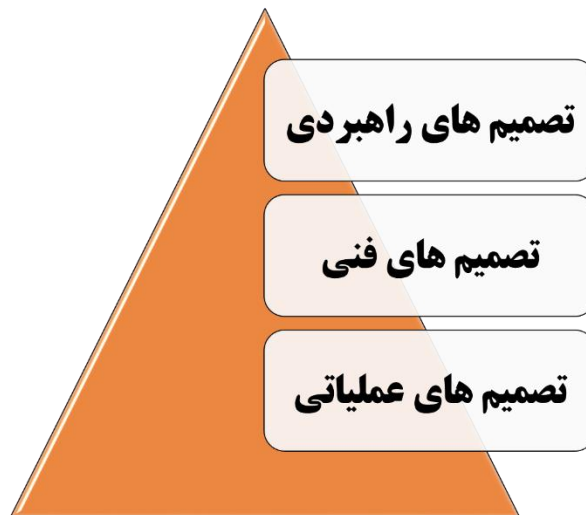 تصمیم های راهبردی
تصمیم های فنی
تصمیم های عملیاتی